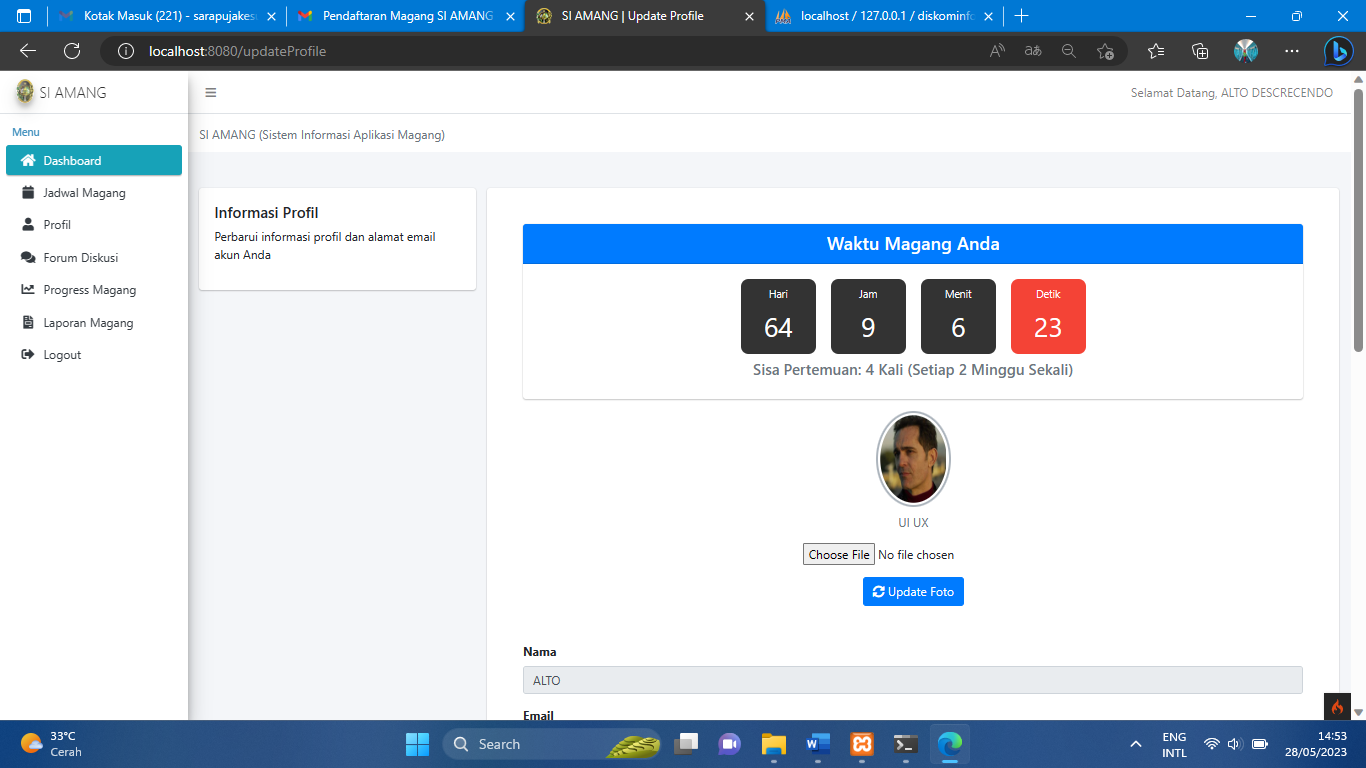 Kotak Masuk (221) - sarapujakes
Pendaftaran Magang SI AMANG
SI AMANG | Update Profile
localhost / 127.0.0.1 / diskominfo
localhost:8080/updateProfile
SI AMANG
Selamat Datang, ALTO DESCRECENDO
Menu
SI AMANG (Sistem Informasi Aplikasi Magang)
Dashboard
Jadwal Magang
Profil
Forum Diskusi
Progress Magang
Laporan Magang
Logout
Informasi Profil
Perbarui informasi profil dan alamat email
akun Anda
Waktu Magang Anda
Hari Jam Menit Detik
64 9 6 23
Sisa Pertemuan: 4 Kali (Setiap 2 Minggu Sekali)
UI UX
Choose File No file chosen
Update Foto
Nama
ALTO
Email
33°C
Cerah
Search
ENG
INTL
14:53
28/05/2023